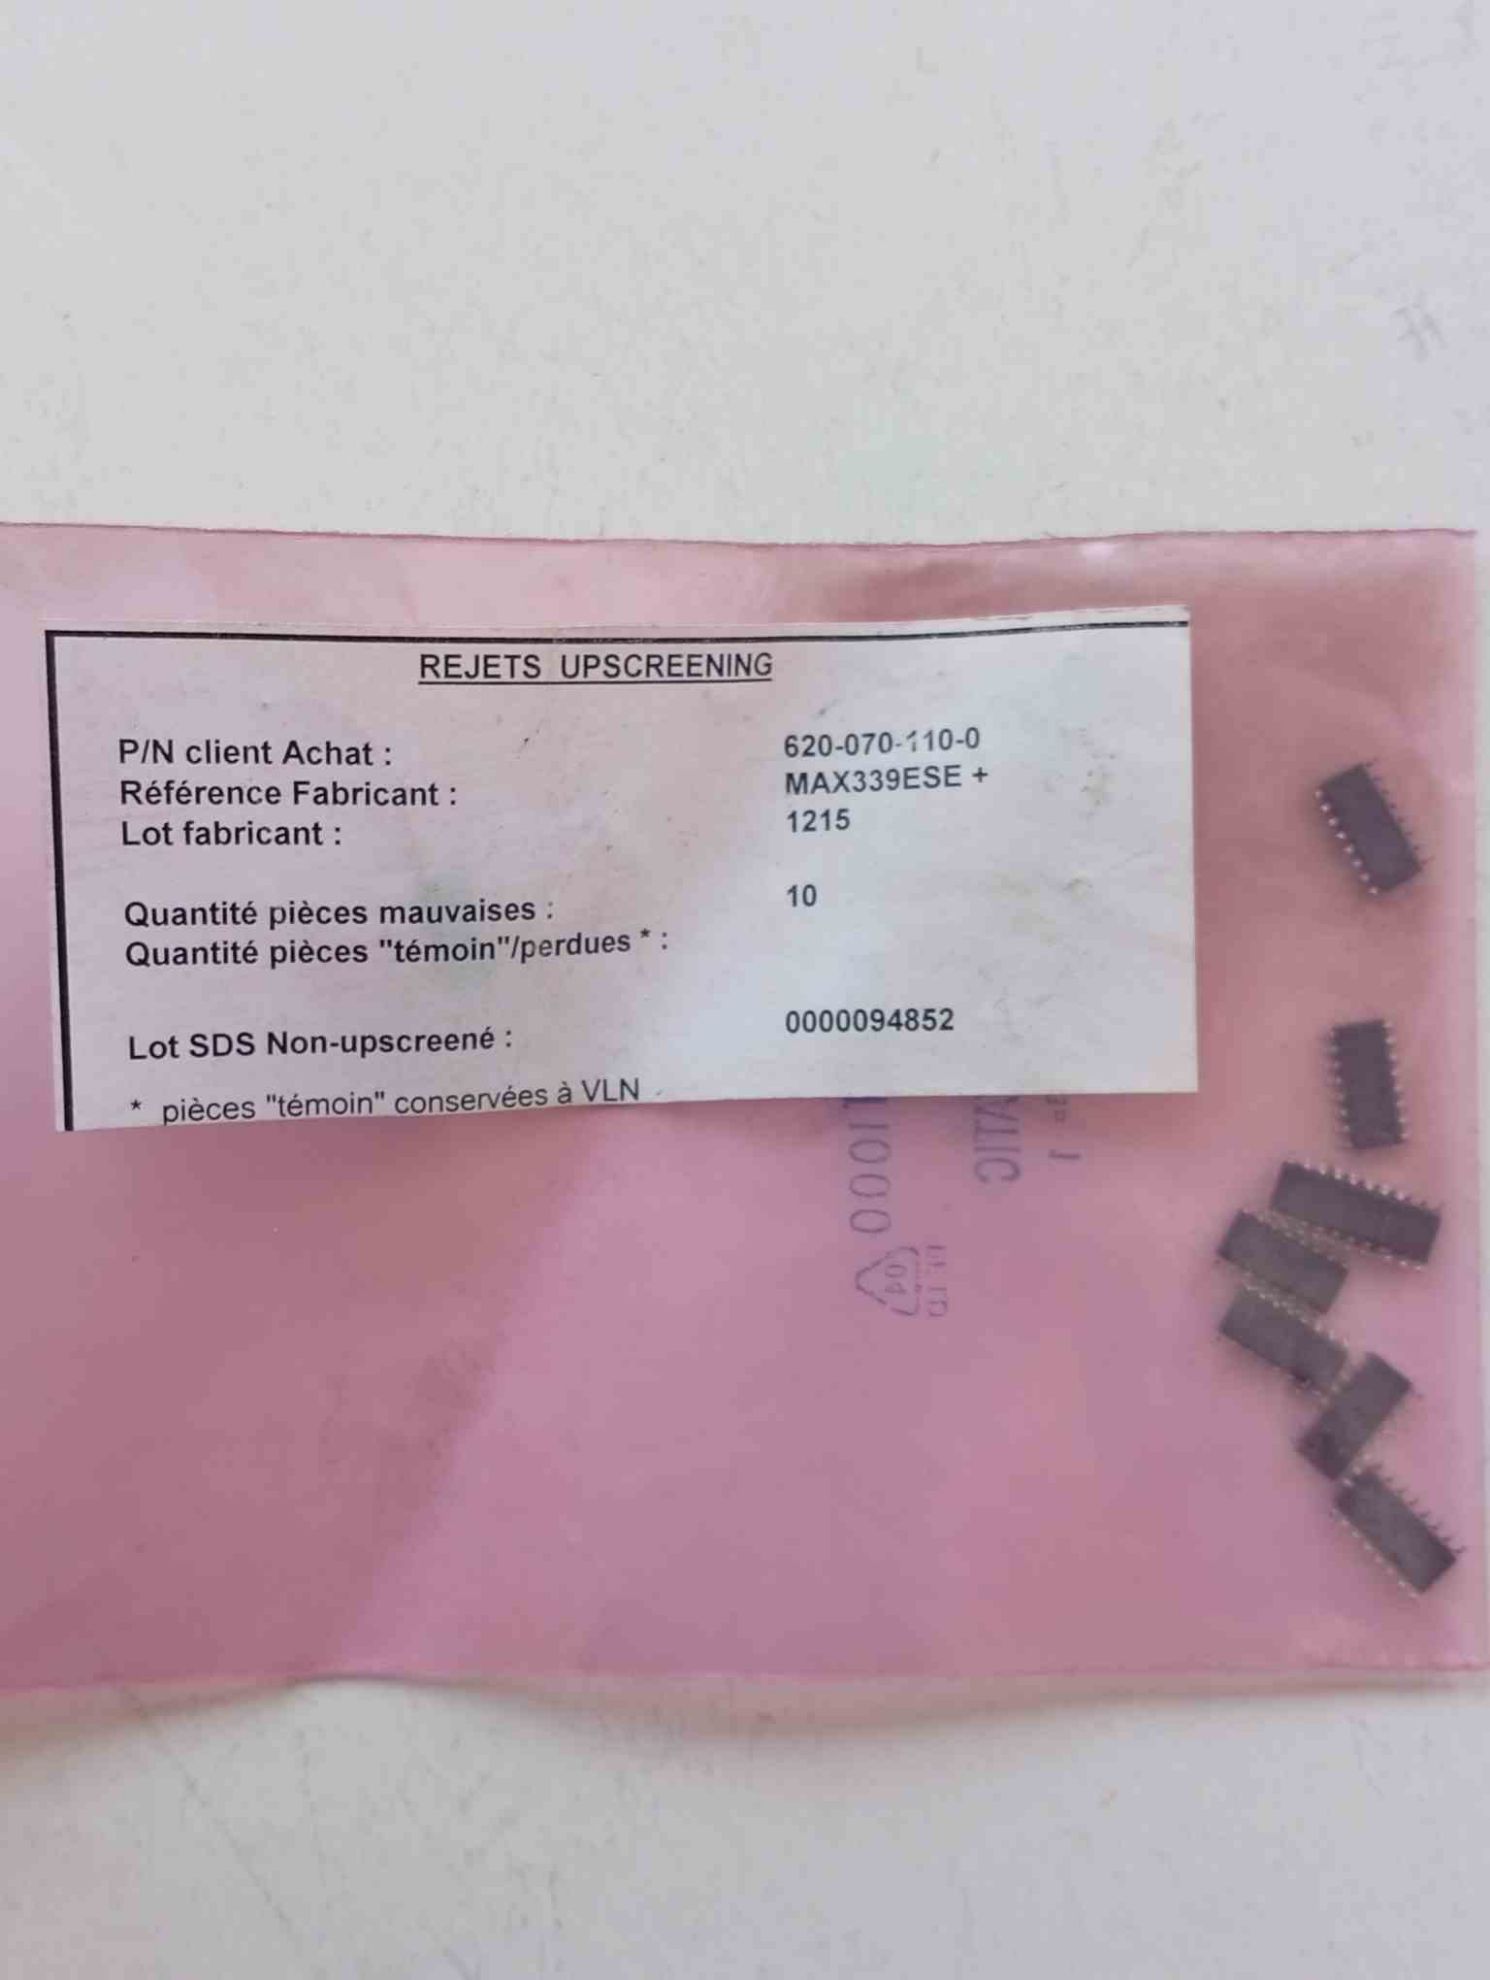 REJETS UPSCREENING
P/N client Achat : 620-070-110-0
Référence Fabricant : MAX339ESE +
Lot fabricant : 1215
Quantité pièces mauvaises : 10
Quantité pièces "témoin"/perdues * :
Lot SDS Non-upscreené : 0000094852
* pièces "témoin" conservées à VLN
04